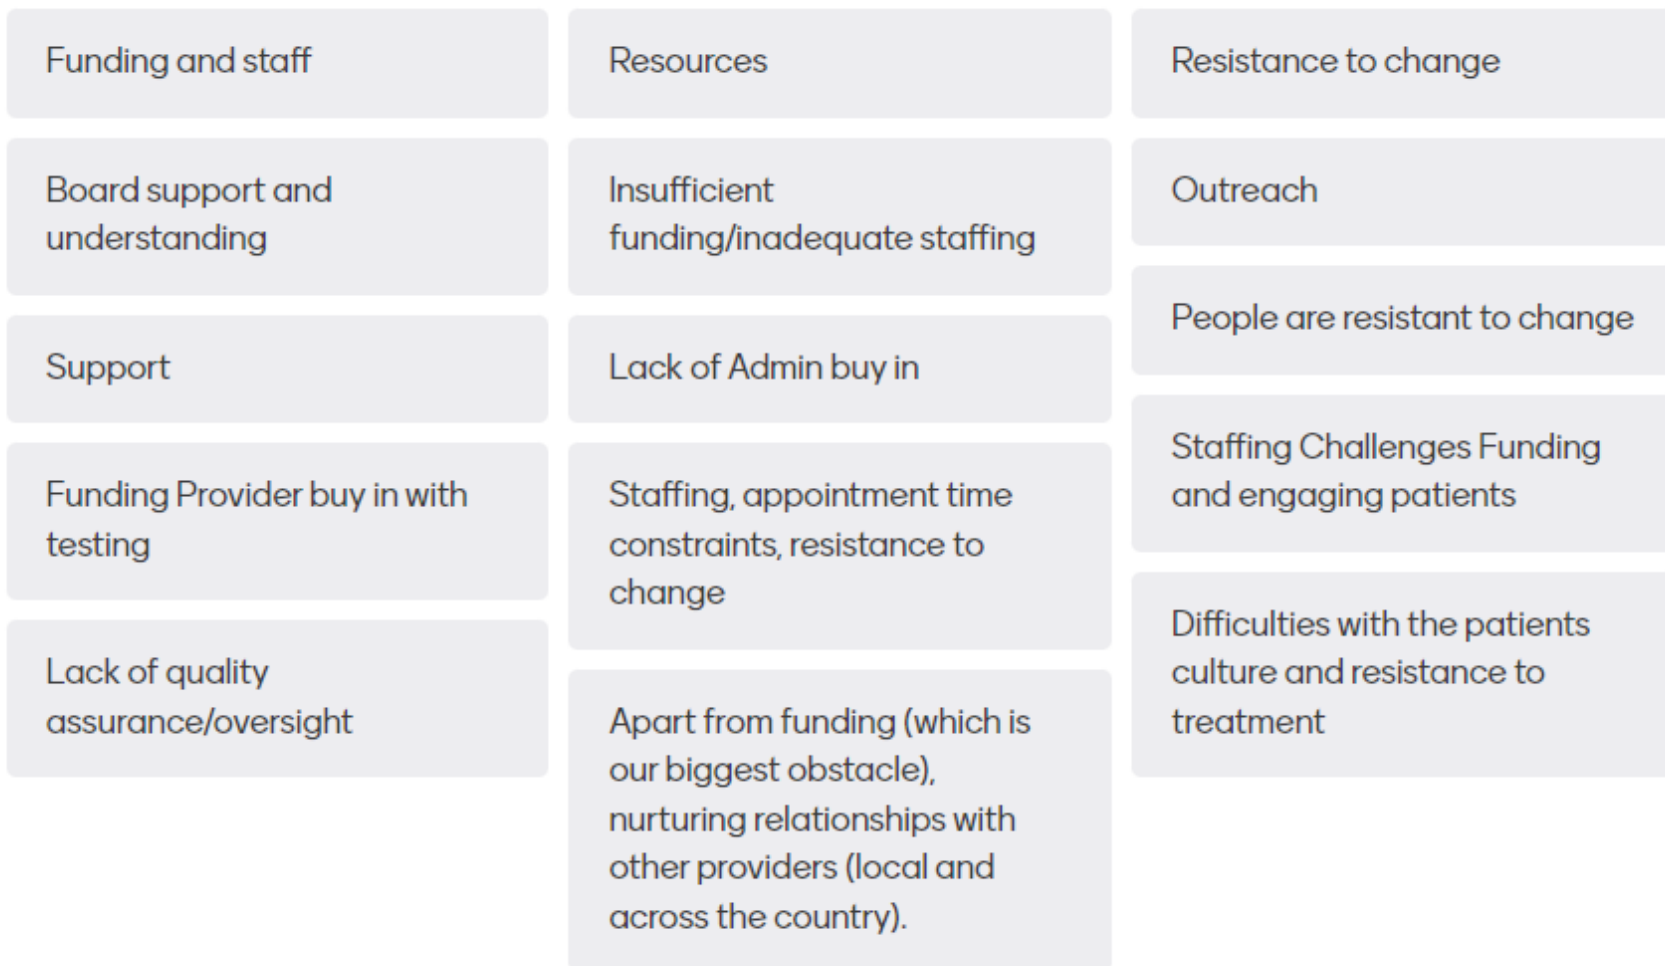 Funding and staff
Board support and
understanding
Support
Funding Provider buy in with
testing
Lack of quality
assurance/oversight
Resources
Insufficient
funding/inadequate staffing
Lack of Admin buy in
Staffing, appointment time
constraints, resistance to
change
Apart from funding (which is
our biggest obstacle),
nurturing relationships with
other providers (local and
across the country).
Resistance to change
Outreach
People are resistant to change
Staffing Challenges Funding
and engaging patients
Difficulties with the patients
culture and resistance to
treatment